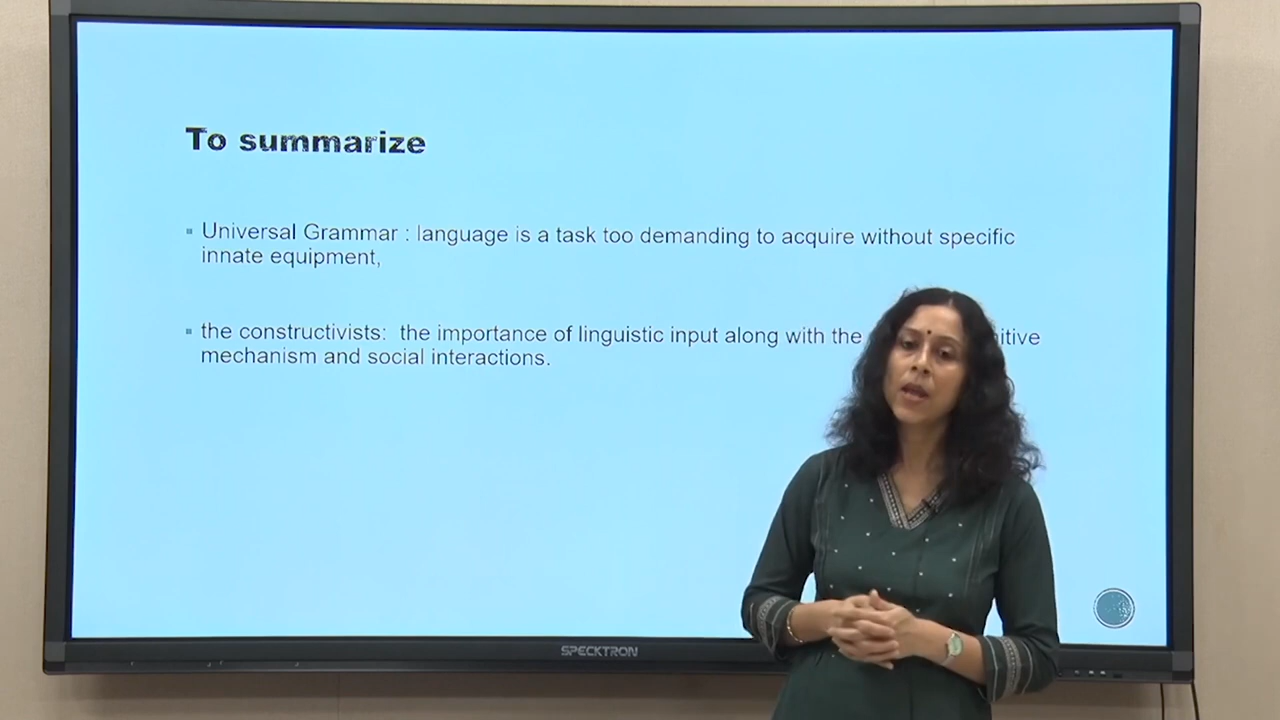 To summarize
Universal Grammar : language is a task too demanding to acquire without specific
innate equipment,
the constructivists: the importance of linguistic input along with the
mechanism and social interactions.
SPECKTRON